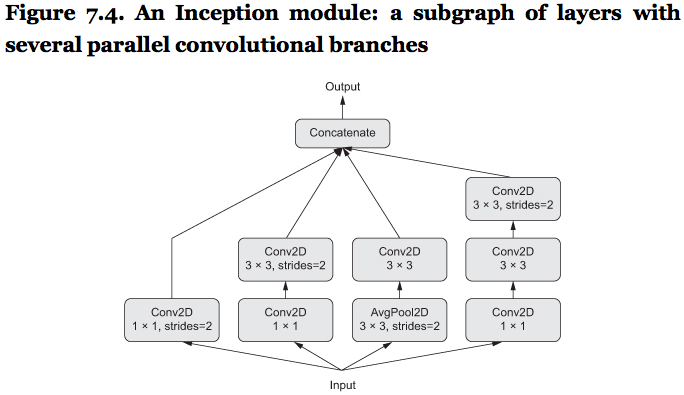 Figure 7.4. An Inception module: a subgraph of layers with
several parallel convolutional branches
Output
Concatenate
Conv2D
3 × 3, strides=2
Conv2D
3 × 3, strides=2
Conv2D
3 × 3
Conv2D
3 × 3
Conv2D
1 × 1, strides=2
Conv2D
1 × 1
AvgPool2D
3 × 3, strides=2
Conv2D
1 × 1
Input